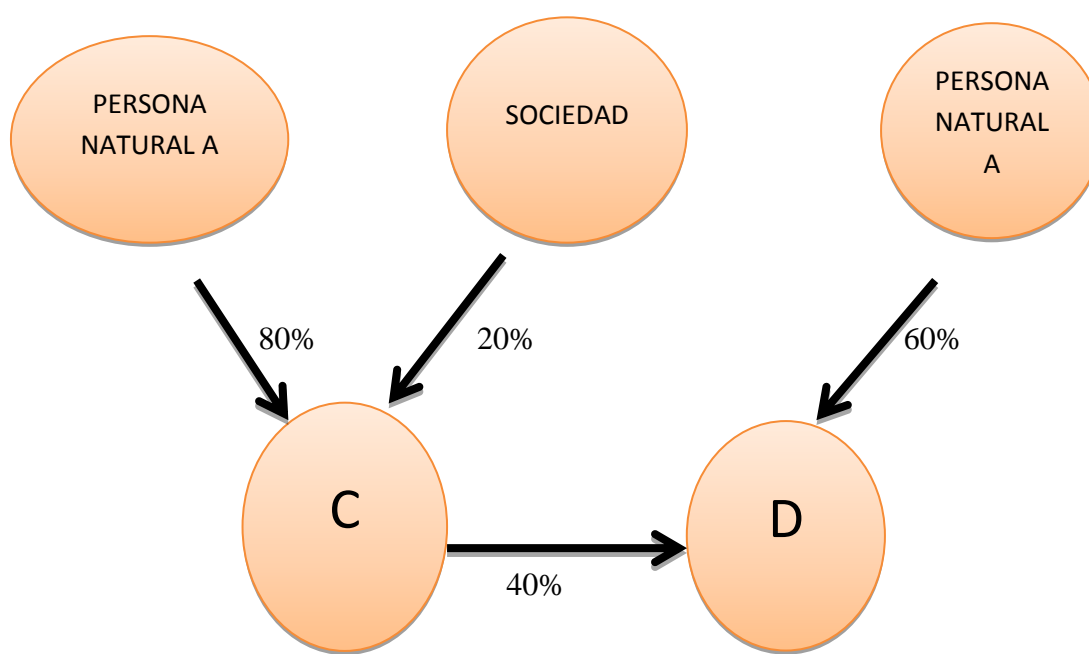 PERSONA
NATURAL A
SOCIEDAD
PERSONA
NATURAL
A
80%
20%
60%
C
D
40%